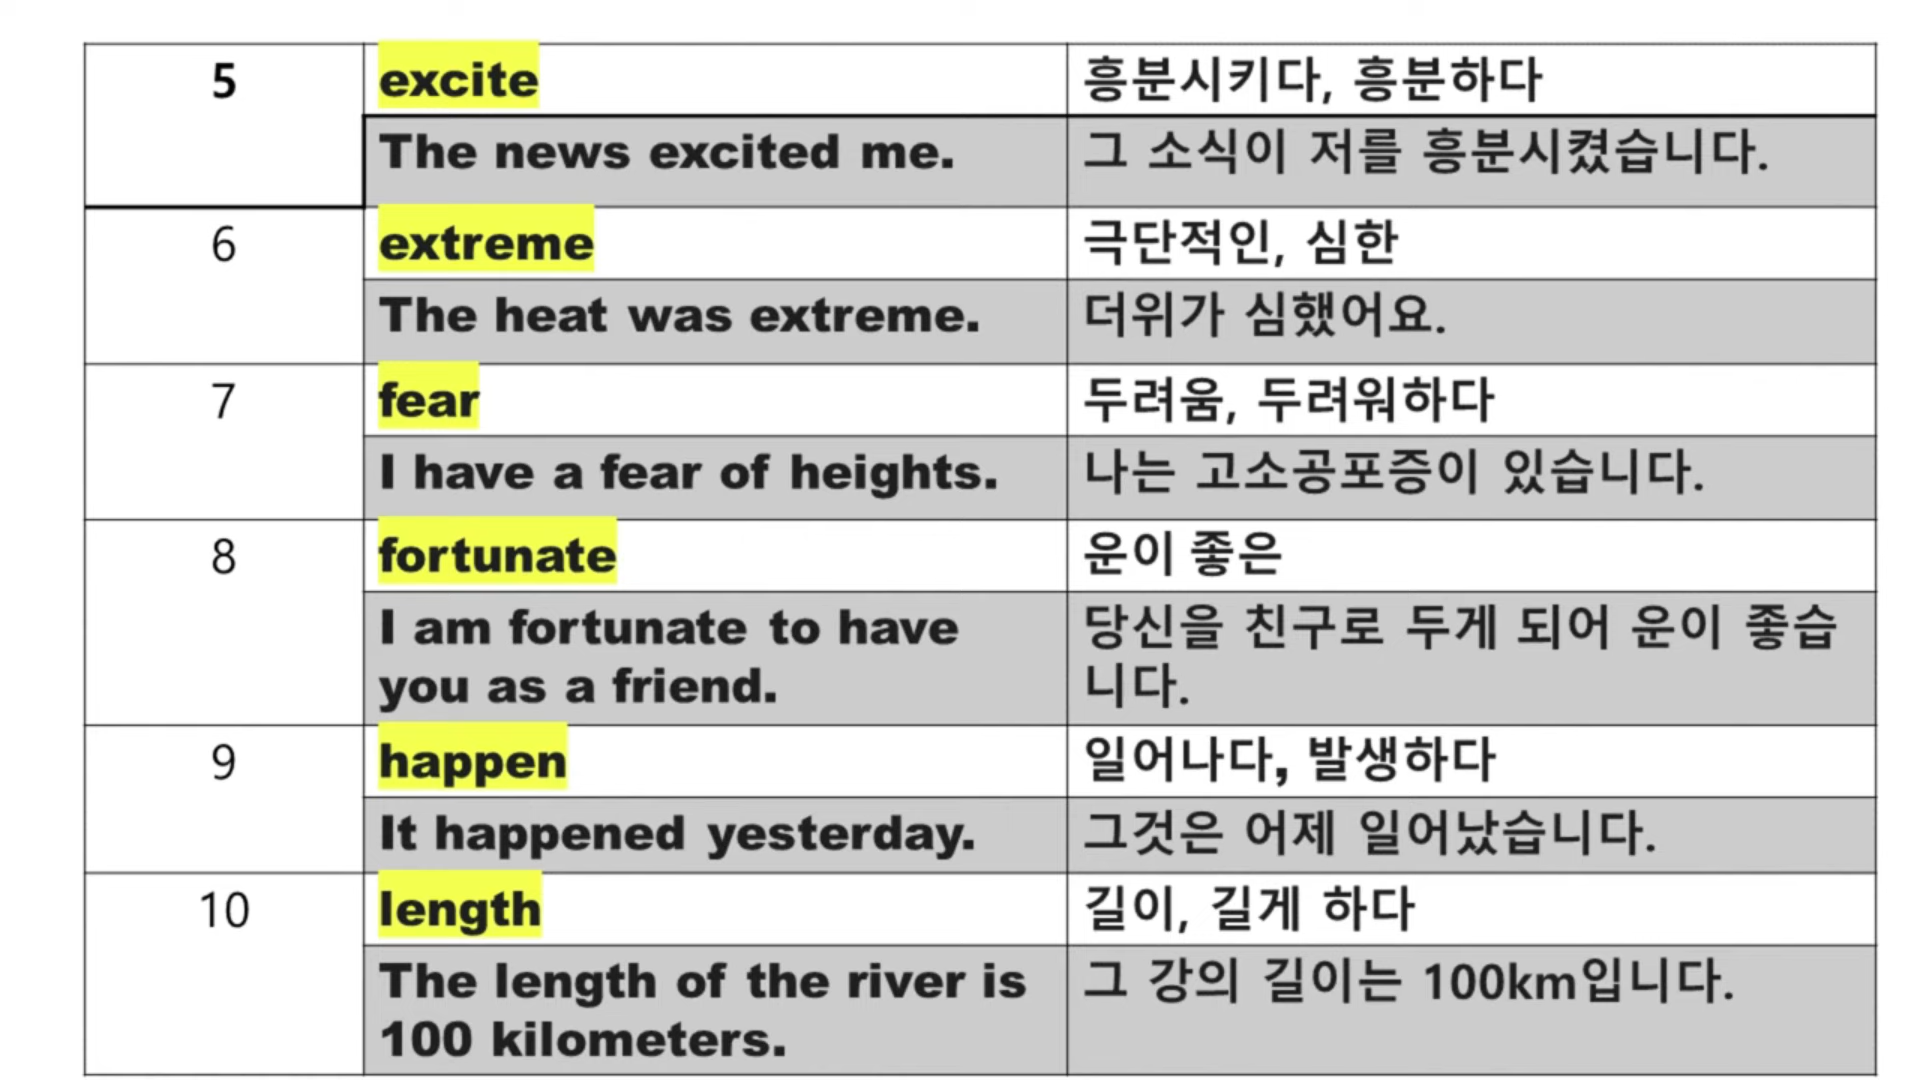 5 excite 흥분시키다, 흥분하다
The news excited me. 그 소식이 저를 흥분시켰습니다.
6 extreme 극단적인, 심한
The heat was extreme. 더위가 심했어요.
7 fear 두려움, 두려워하다
I have a fear of heights. 나는 고소공포증이 있습니다.
8 fortunate 운이 좋은
I am fortunate to have
you as a friend.
당신을 친구로 두게 되어 운이 좋습
니다.
9 happen 일어나다, 발생하다
It happened yesterday. 그것은 어제 일어났습니다.
10 length 길이, 길게 하다
The length of the river is
100 kilometers.
그 강의 길이는 100km입니다.